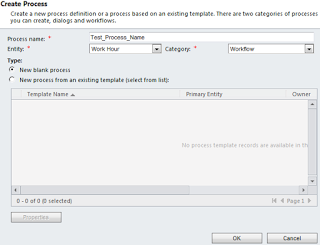 Create Process
Create a new process definition or a process based on an existing template. There are two categories of processes
you can create, dialogs and workflows.
Process name: * Test_Process_Name
Entity: * Work Hour Category: * Workflow
Type:
New blank process
New process from an existing template (select from list):
Template Name Primary Entity Owner
No process template records are available in th
0 - 0 of 0 (0 selected) Page 1
Properties
OK Cancel